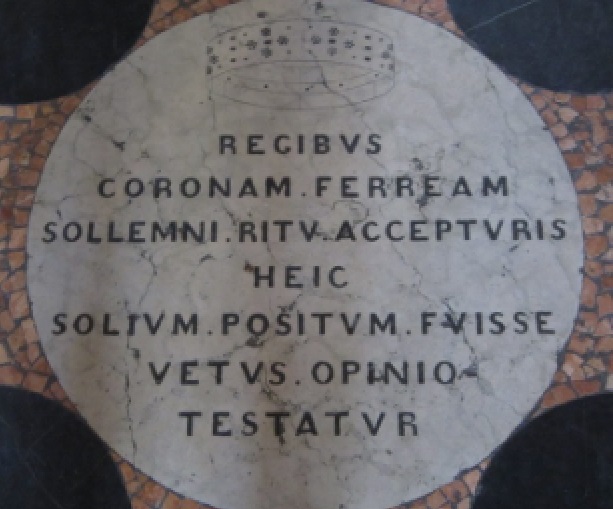 REGIBVS
CORONAM.FERREAM
SOLLEMNI.RITV.ACCEPTVRIS
HEIC
SOLIVM.POSITVM.FVISSE
VETVS.OPINIO
TESTATVR